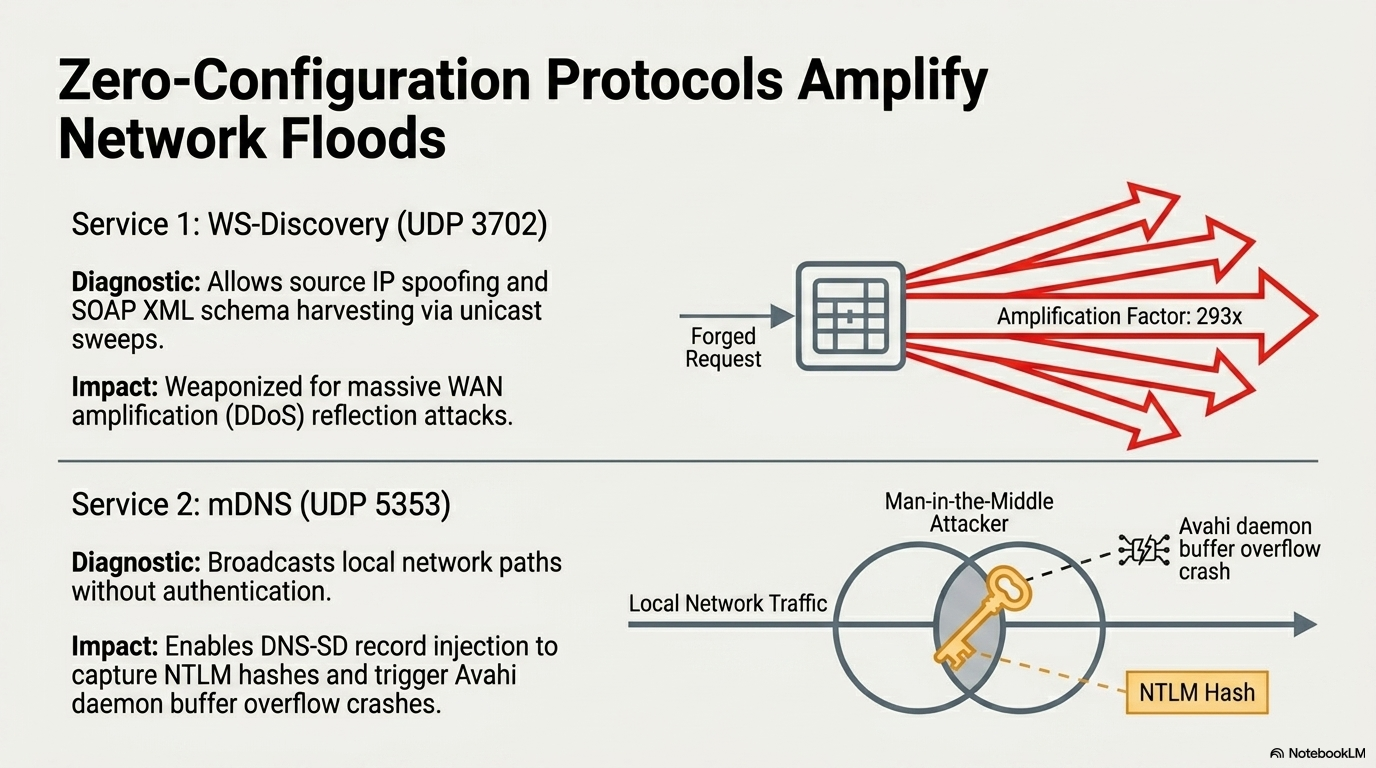 Zero-Configuration Protocols Amplify
Network Floods
Service 1: WS-Discovery (UDP 3702)
Diagnostic: Allows source IP spoofing and
SOAP XML schema harvesting via unicast
sweeps.
Impact: Weaponized for massive WAN
amplification (DDoS) reflection attacks.
Forged
Request
Amplification Factor: 293x
Service 2: mDNS (UDP 5353)
Diagnostic: Broadcasts local network paths
without authentication.
Impact: Enables DNS-SD record injection to
capture NTLM hashes and trigger Avahi
daemon buffer overflow crashes.
Man-in-the-Middle
Attacker
Local Network Traffic
Avahi daemon
buffer overflow
crash
NTLM Hash
NotebookLM